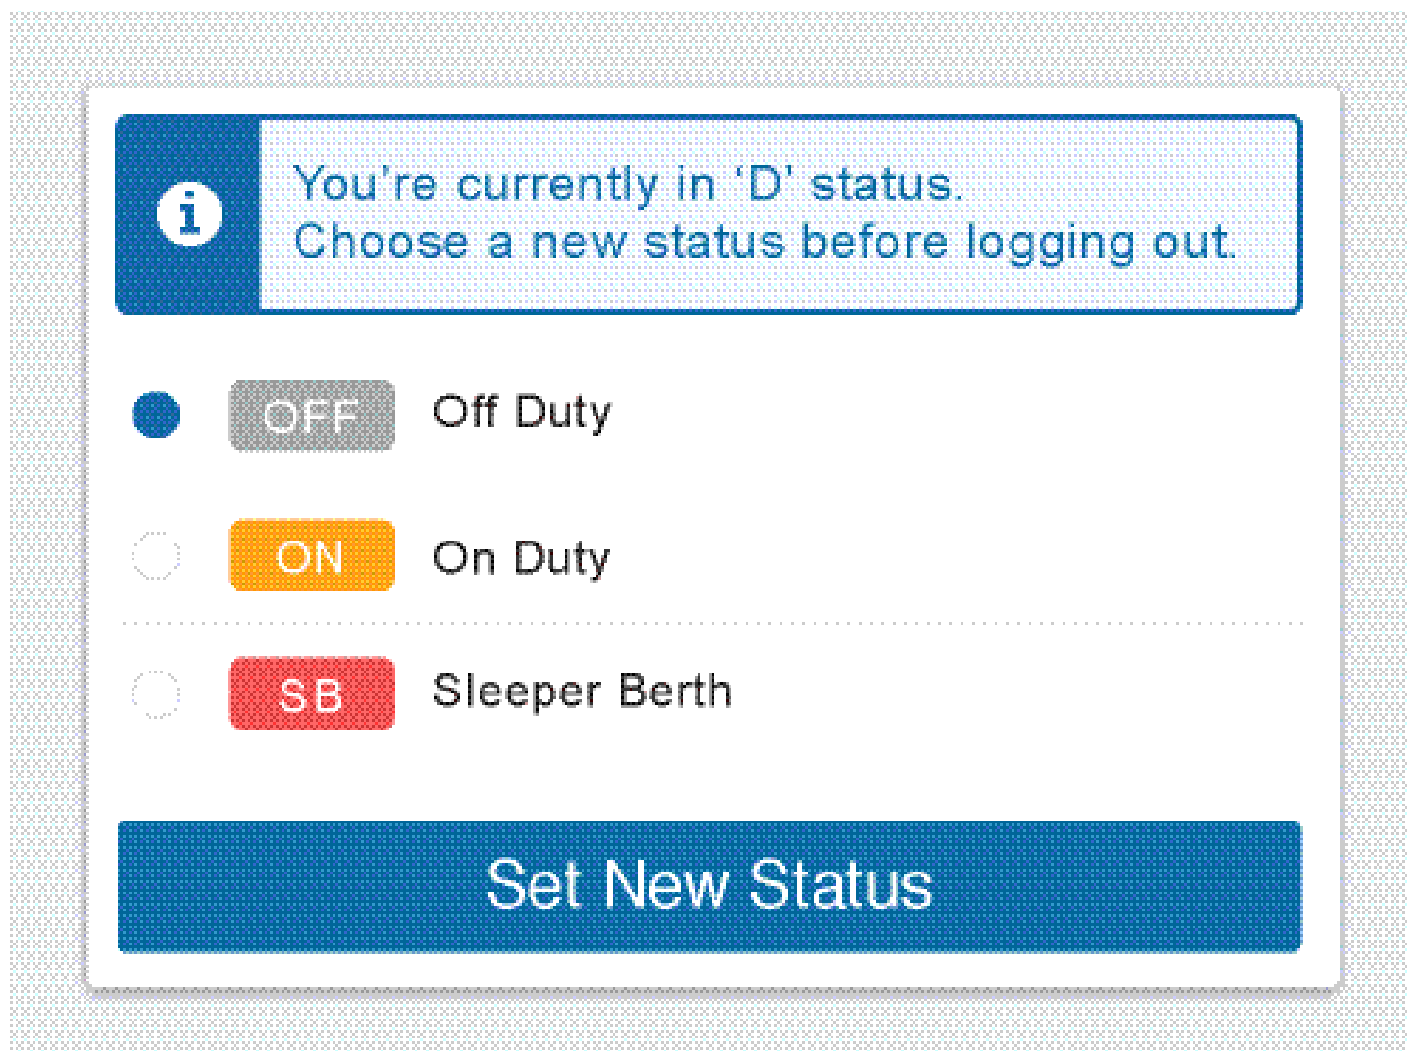 You’re currently in ‘D’ status.
Choose a new status before logging out.
OFF Off Duty
ON On Duty
SB Sleeper Berth
Set New Status